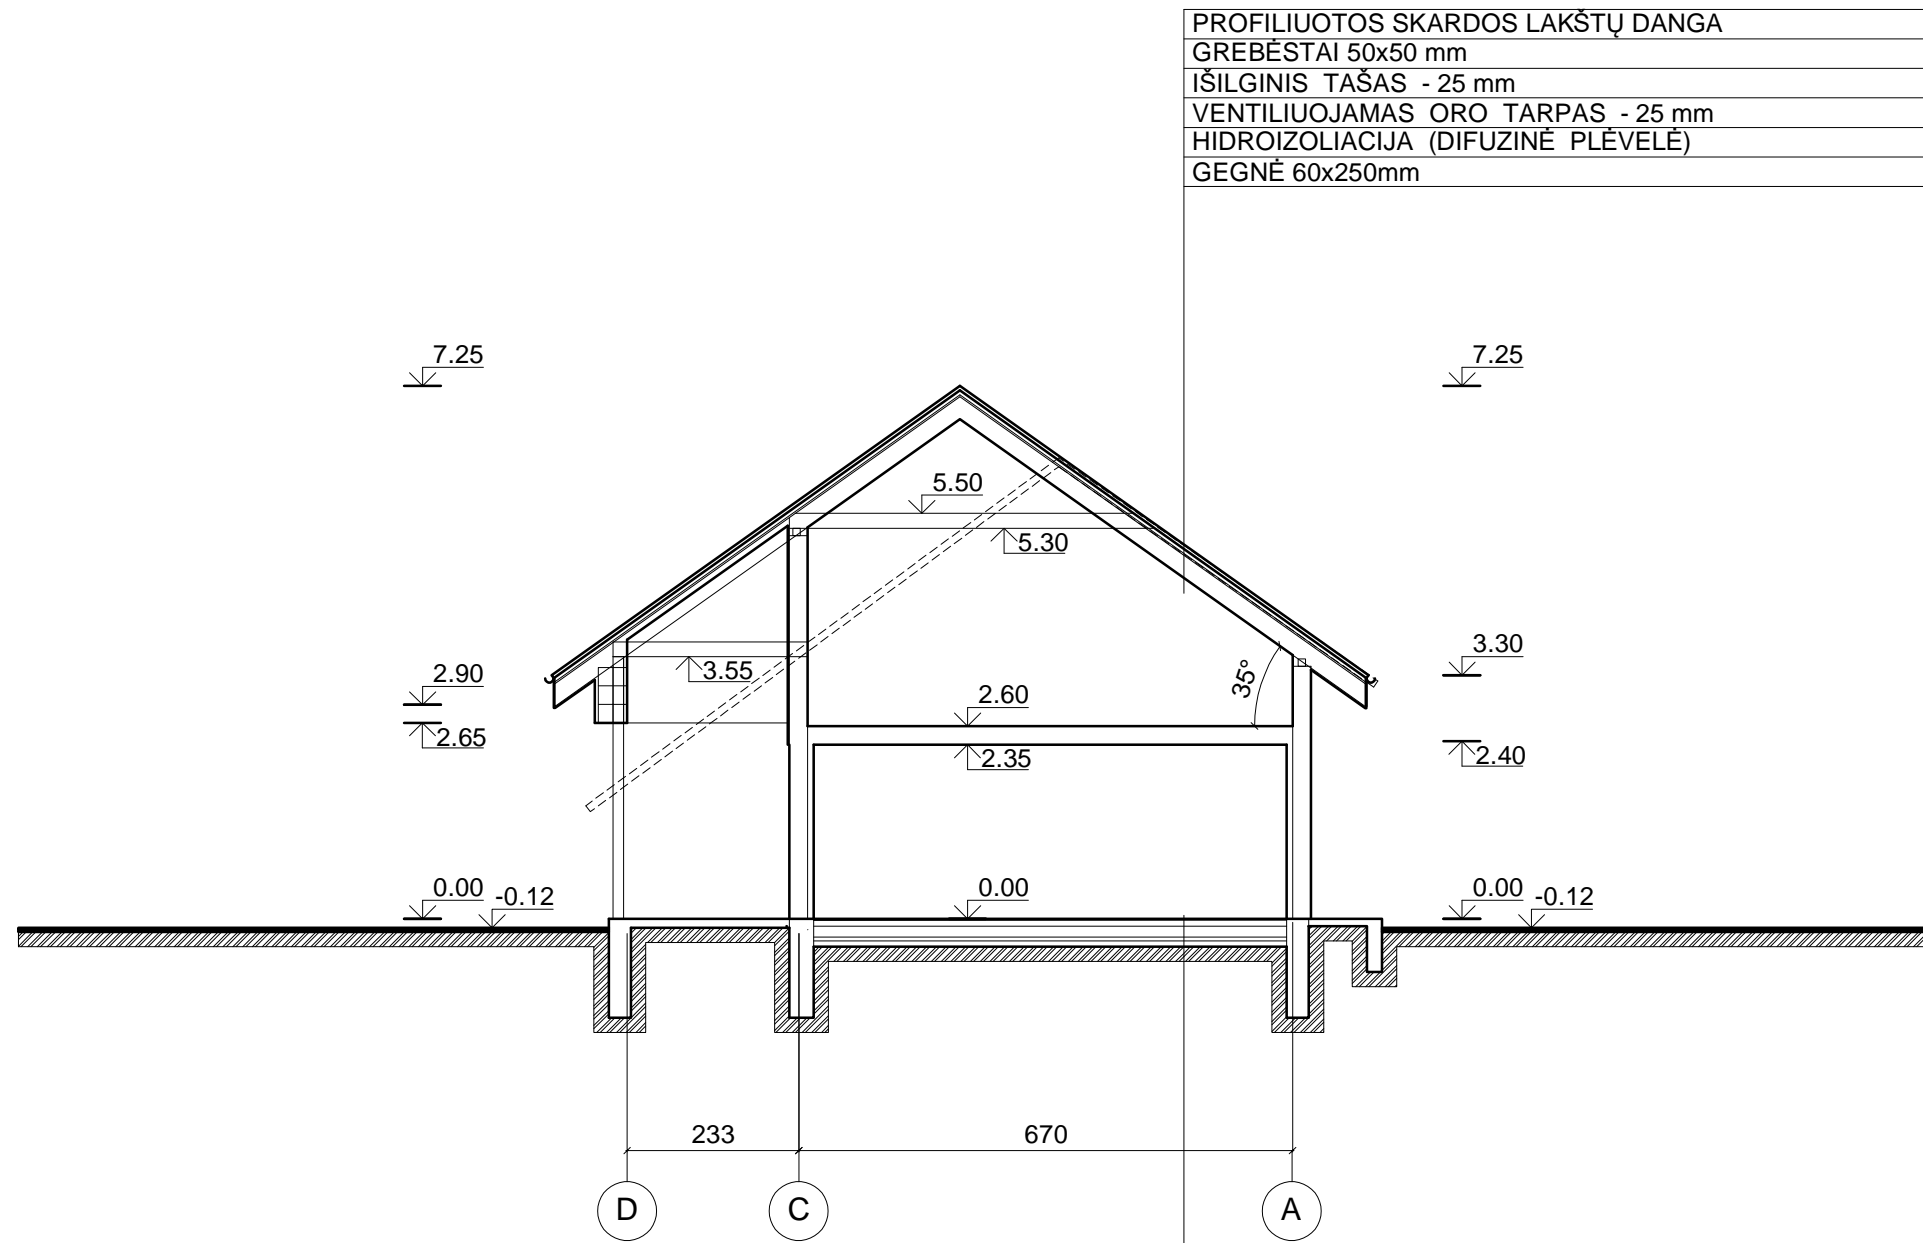 PROFILIUOTOS SKARDOS LAKŠTŲ DANGA
GREBĖSTAI 50x50 mm
IŠILGINIS TAŠAS - 25 mm
VENTILIUOJAMAS ORO TARPAS - 25 mm
HIDROIZOLIACIJA (DIFUZINĖ PLĖVELĖ)
GEGNĖ 60x250mm
7.25
7.25
5.50
5.30
3.30
3.55
35°
2.90
2.60
2.65
2.35
2.40
0.00
-0.12
0.00
0.00
-0.12
233
670
D
C
A